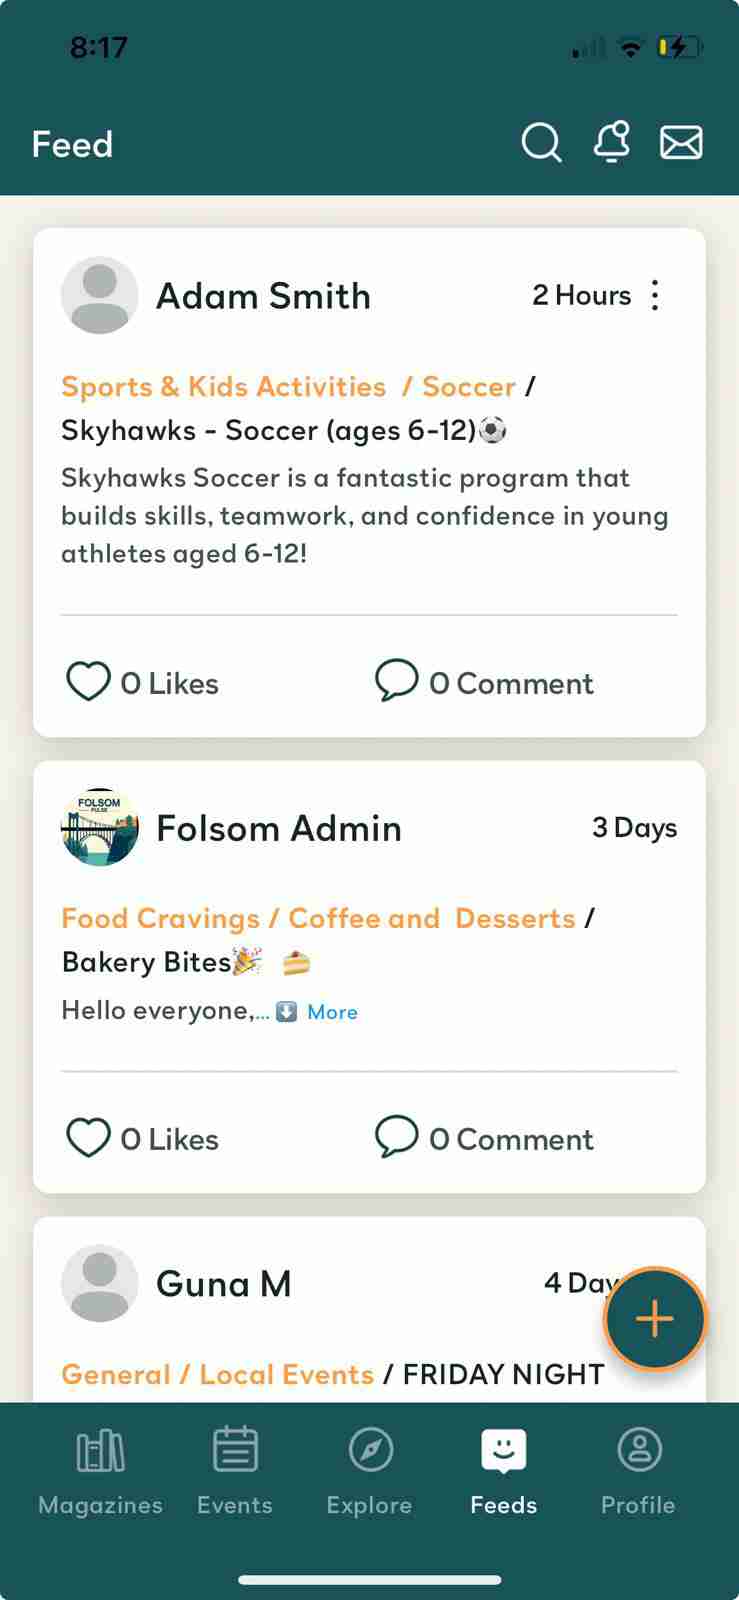 8:17
Feed
Adam Smith 2 Hours
Sports & Kids Activities / Soccer /
Skyhawks - Soccer (ages 6-12)⚽
Skyhawks Soccer is a fantastic program that
builds skills, teamwork, and confidence in young
athletes aged 6-12!
0 Likes 0 Comment
FOLSOM
PULSE
Folsom Admin 3 Days
Food Cravings / Coffee and Desserts /
Bakery Bites🎉 🍰
Hello everyone,... ⬇️ More
0 Likes 0 Comment
Guna M 4 Day
General / Local Events / FRIDAY NIGHT
Magazines Events Explore Feeds Profile